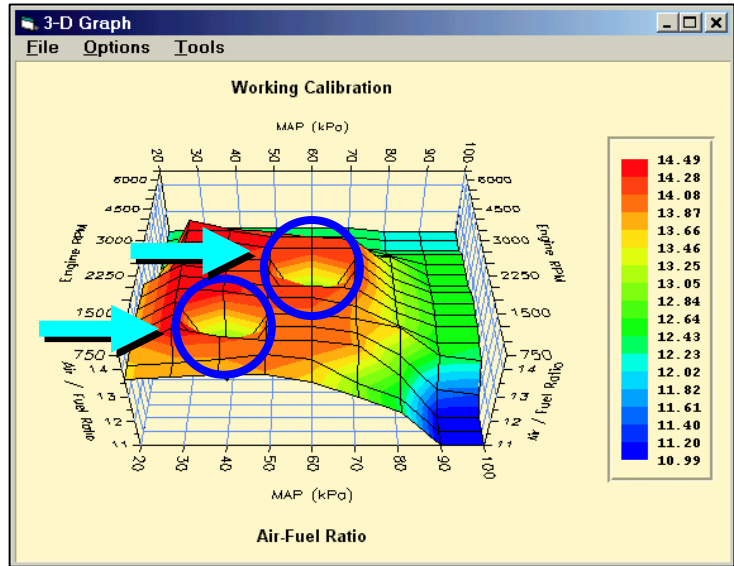 3-D Graph
File Options Tools
Working Calibration
MAP (kPa)
20 30 40 50 60 70 80 90 100
6000 6000
4500 4500
3000 3000
Engine RPM Engine RPM
2250 2250
1500 1500
750 750
14 14
13 13
12 12
11 11
Air / Fuel Ratio Air / Fuel Ratio
20 30 40 50 60 70 80 90 100
MAP (kPa)
Air-Fuel Ratio
14.49
14.28
14.08
13.87
13.66
13.46
13.25
13.05
12.84
12.64
12.43
12.23
12.02
11.82
11.61
11.40
11.20
10.99